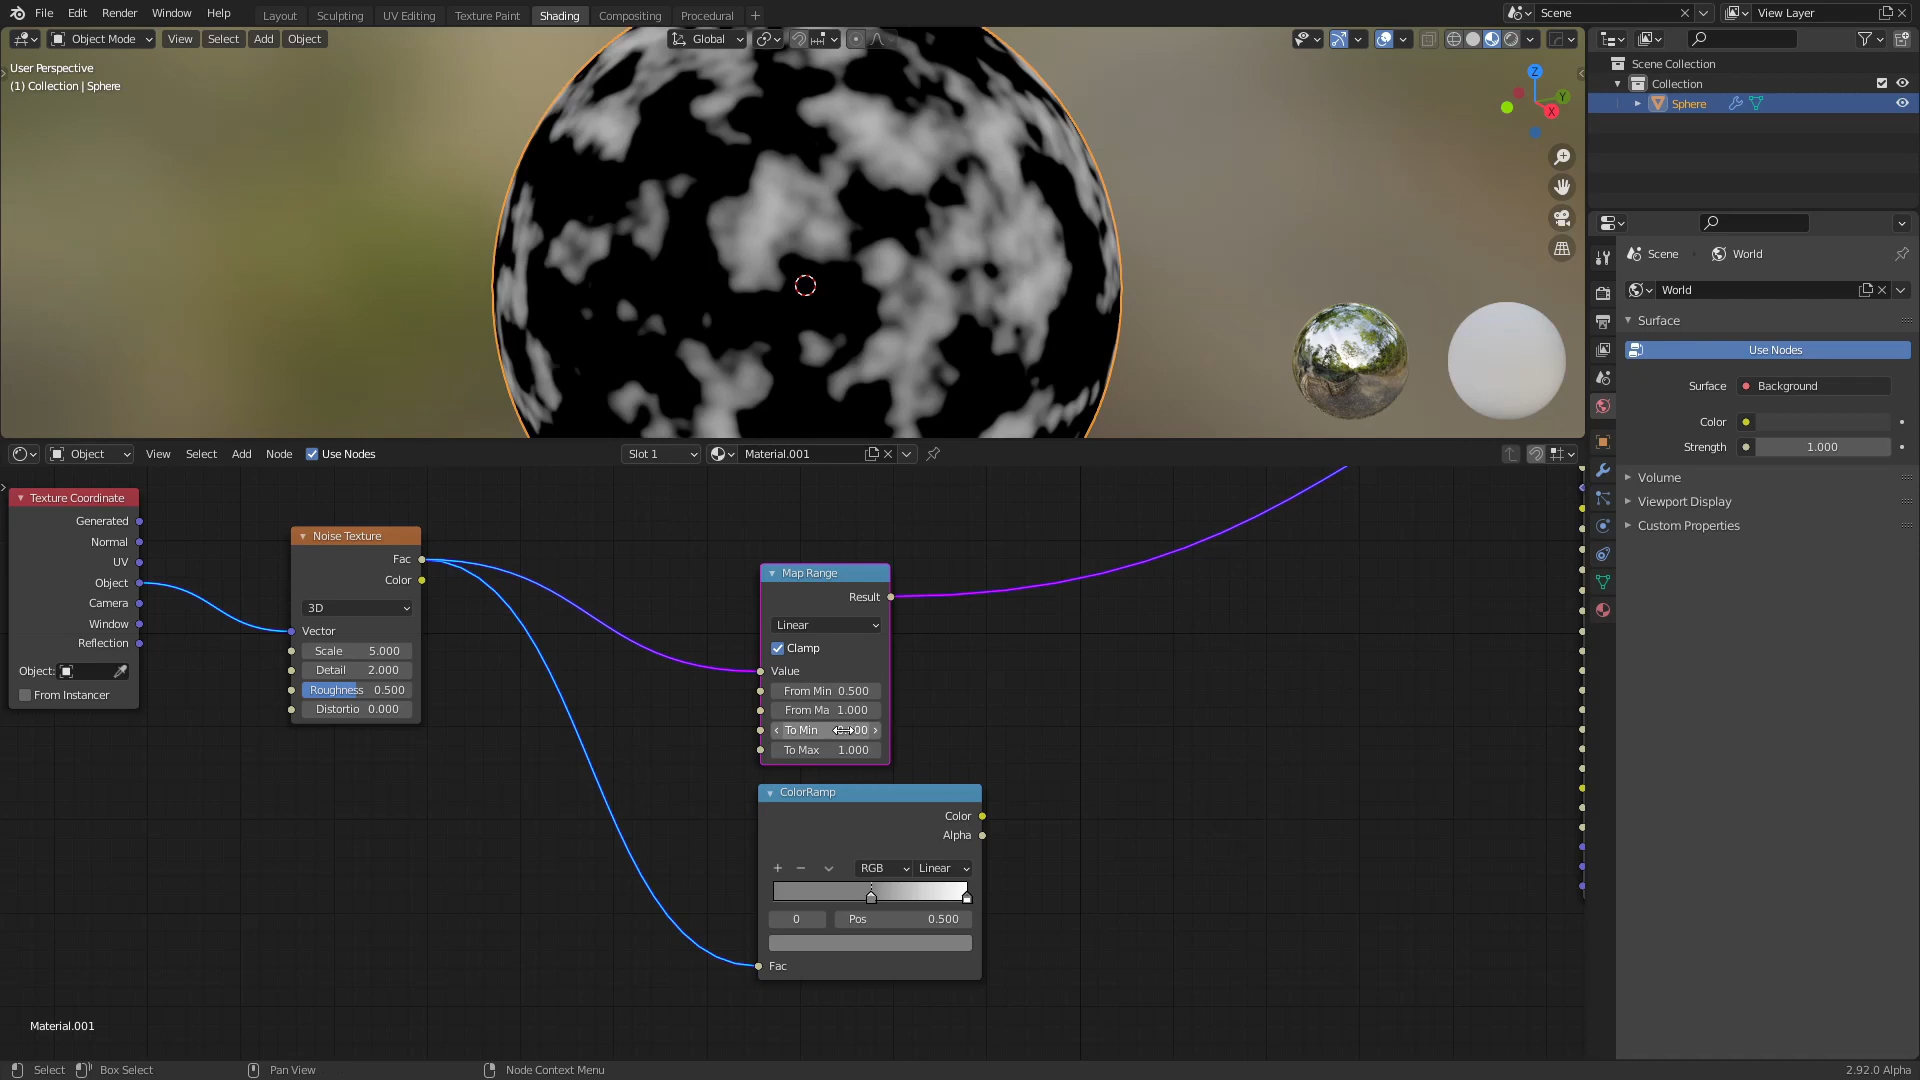 File Edit Render Window Help Layout Sculpting UV Editing Texture Paint Shading Compositing Procedural + Scene View Layer
Object Mode View Select Add Object Global
User Perspective
(1) Collection | Sphere
Z
Y
X
Scene Collection
Collection
Sphere
Scene World
World
Surface
Use Nodes
Surface Background
Color
Strength 1.000
Volume
Viewport Display
Custom Properties
Object View Select Add Node Use Nodes Slot 1 Material.001
Texture Coordinate
Generated
Normal
UV
Object
Camera
Window
Reflection
Object:
From Instancer
Noise Texture
Fac
Color
3D
Vector
Scale 5.000
Detail 2.000
Roughness 0.500
Distortio 0.000
Map Range
Result
Linear
Clamp
Value
From Min 0.500
From Ma 1.000
To Min
To Max 1.000
ColorRamp
Color
Alpha
+ − RGB Linear
0 Pos 0.500
Fac
Material.001
Select Box Select Pan View Node Context Menu 2.92.0 Alpha